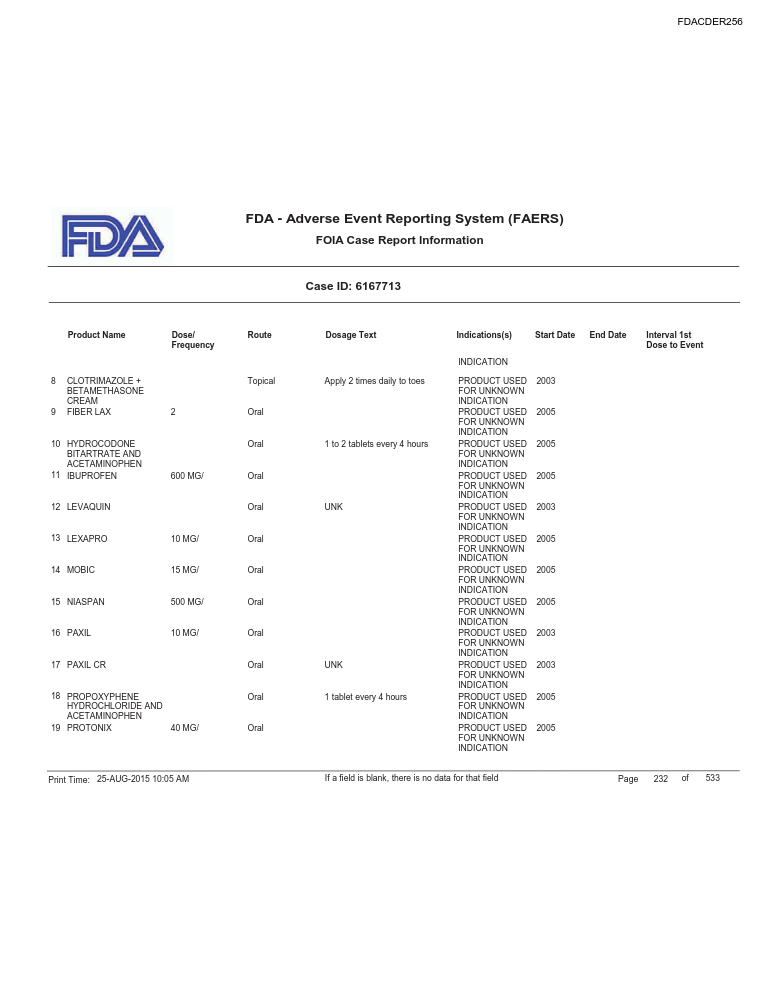 FDACDER256
FDA
FDA - Adverse Event Reporting System (FAERS)
FOIA Case Report Information
Case ID: 6167713
Product Name Dose/ Route Dosage Text Indications(s) Start Date End Date Interval 1st
Frequency Dose to Event
INDICATION
8 CLOTRIMAZOLE + Topical Apply 2 times daily to toes PRODUCT USED 2003
BETAMETHASONE FOR UNKNOWN
CREAM INDICATION
9 FIBER LAX 2 Oral PRODUCT USED 2005
FOR UNKNOWN
INDICATION
10 HYDROCODONE Oral 1 to 2 tablets every 4 hours PRODUCT USED 2005
BITARTRATE AND FOR UNKNOWN
ACETAMINOPHEN INDICATION
11 IBUPROFEN 600 MG/ Oral PRODUCT USED 2005
FOR UNKNOWN
INDICATION
12 LEVAQUIN Oral UNK PRODUCT USED 2003
FOR UNKNOWN
INDICATION
13 LEXAPRO 10 MG/ Oral PRODUCT USED 2005
FOR UNKNOWN
INDICATION
14 MOBIC 15 MG/ Oral PRODUCT USED 2005
FOR UNKNOWN
INDICATION
15 NIASPAN 500 MG/ Oral PRODUCT USED 2005
FOR UNKNOWN
INDICATION
16 PAXIL 10 MG/ Oral PRODUCT USED 2003
FOR UNKNOWN
INDICATION
17 PAXIL CR Oral UNK PRODUCT USED 2003
FOR UNKNOWN
INDICATION
18 PROPOXYPHENE Oral 1 tablet every 4 hours PRODUCT USED 2005
HYDROCHLORIDE AND FOR UNKNOWN
ACETAMINOPHEN INDICATION
19 PROTONIX 40 MG/ Oral PRODUCT USED 2005
FOR UNKNOWN
INDICATION
Print Time: 25-AUG-2015 10:05 AM If a field is blank, there is no data for that field Page 232 of 533